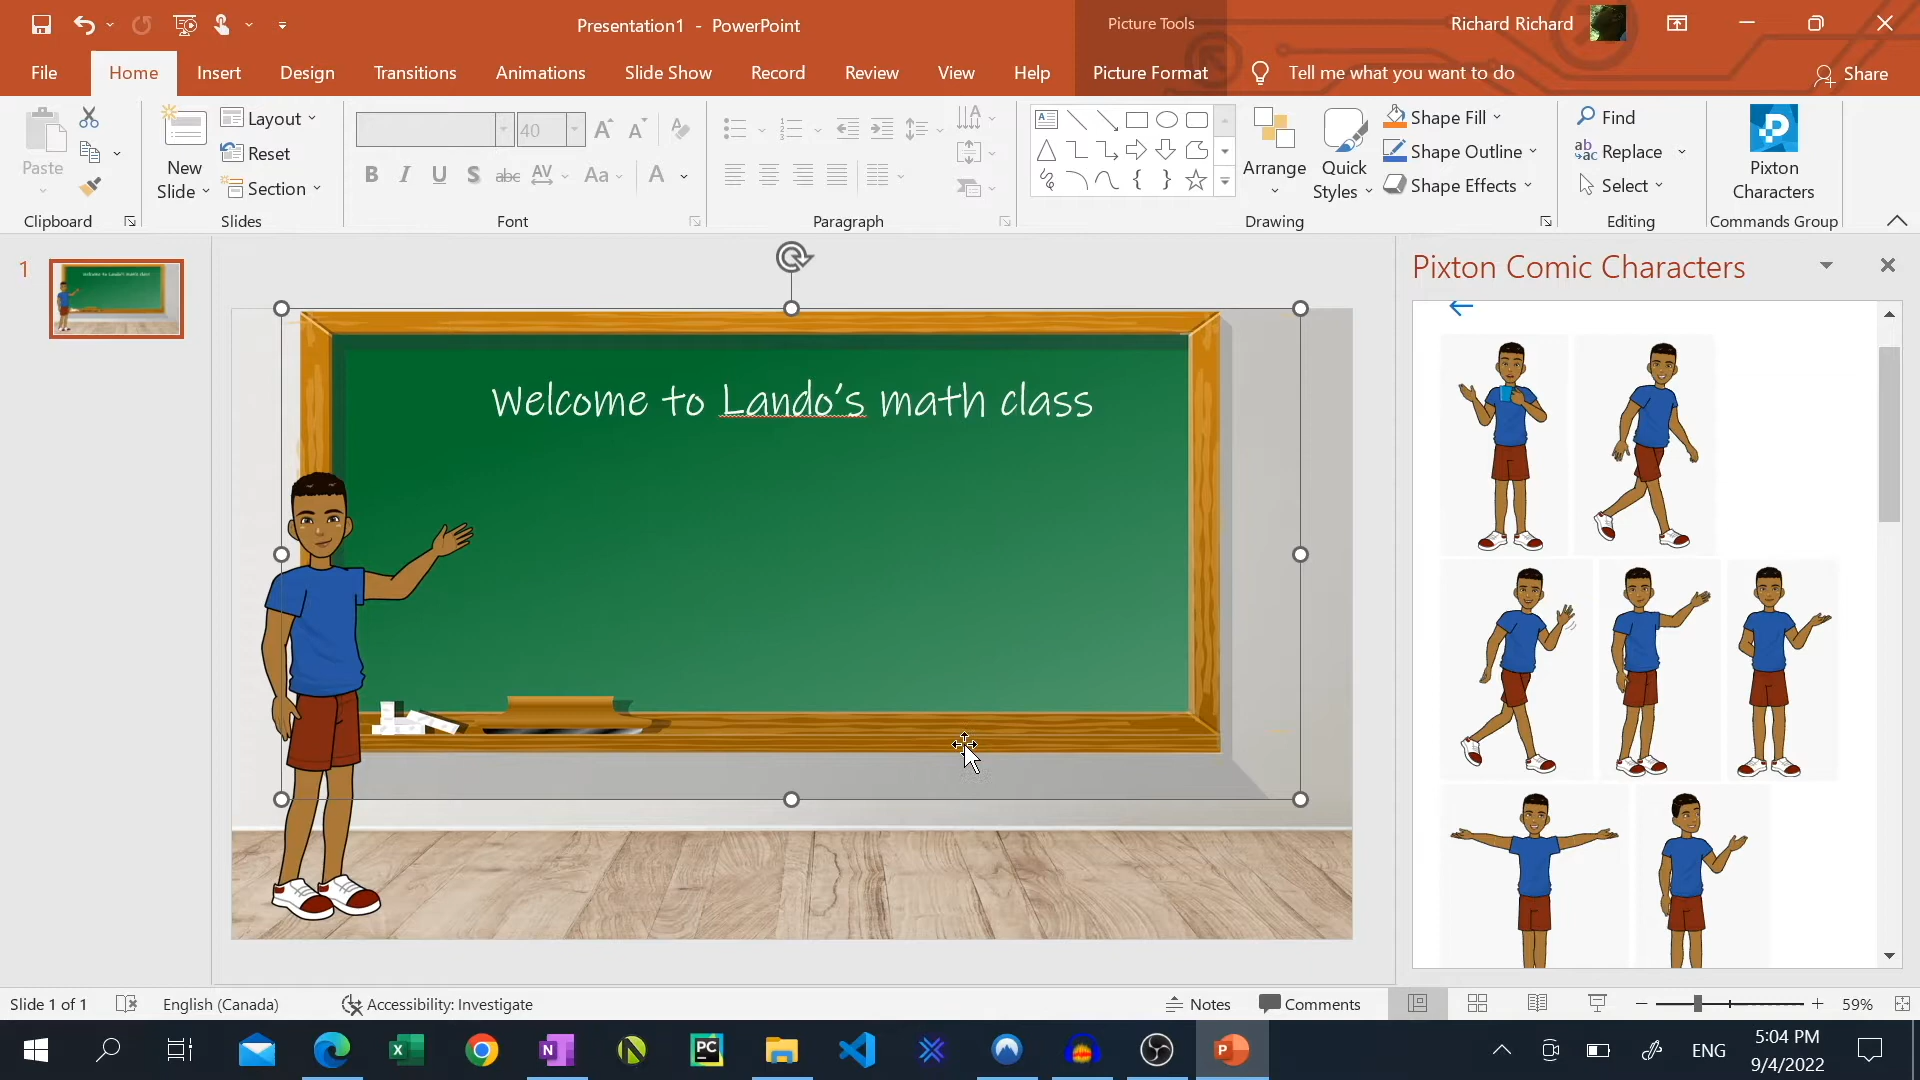 Presentation1 - PowerPoint
Picture Tools
Richard Richard
File
Home
Insert
Design
Transitions
Animations
Slide Show
Record
Review
View
Help
Picture Format
Tell me what you want to do
Share
Paste
New
Slide
Layout
Reset
Section
40
B I U S abc AV Aa A
Arrange
Quick
Styles
Shape Fill
Shape Outline
Shape Effects
Find
Replace
Select
Pixton
Characters
Clipboard
Slides
Font
Paragraph
Drawing
Editing
Commands Group
1
Pixton Comic Characters
Welcome to Lando's math class
Slide 1 of 1
English (Canada)
Accessibility: Investigate
Notes
Comments
59%
ENG
5:04 PM
9/4/2022